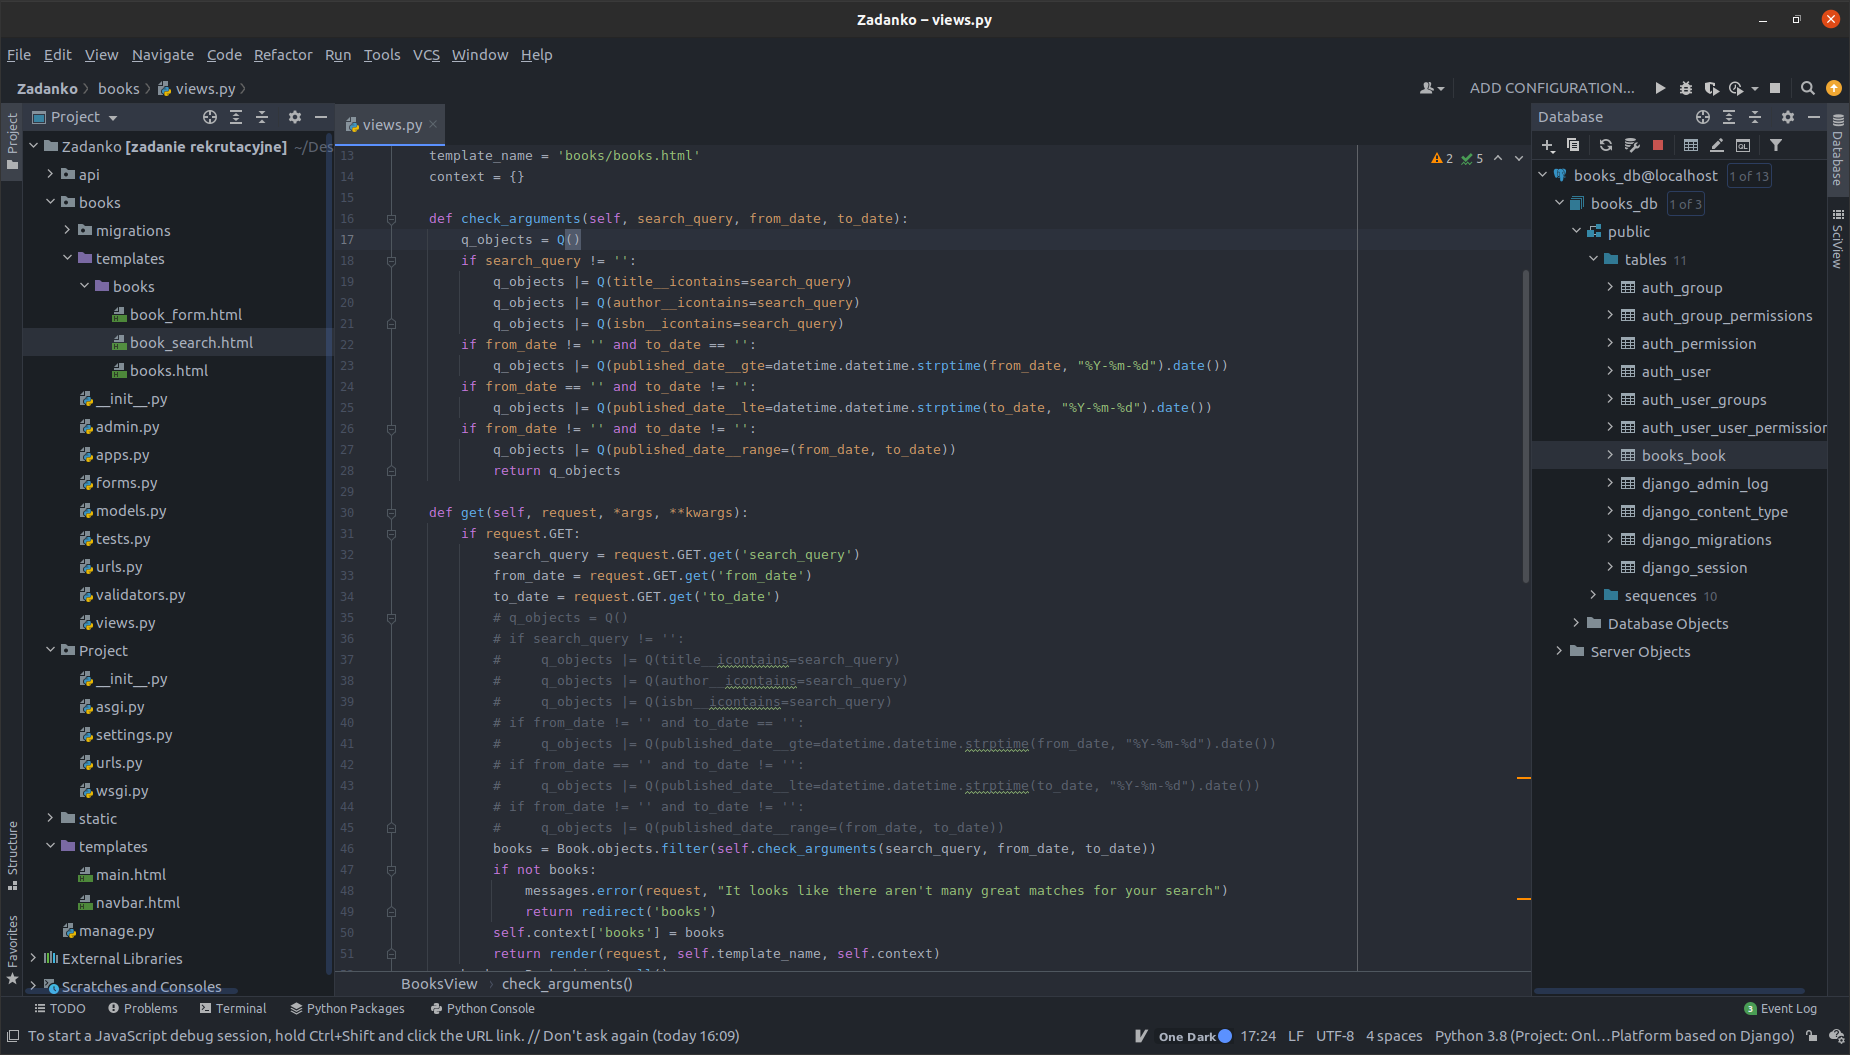 Zadanko – views.py
File Edit View Navigate Code Refactor Run Tools VCS Window Help
Zadanko books views.py
ADD CONFIGURATION...
Project
Project
Zadanko [zadanie rekrutacyjne] ~/Des
api
books
migrations
templates
books
book_form.html
book_search.html
books.html
__init__.py
admin.py
apps.py
forms.py
models.py
tests.py
urls.py
validators.py
views.py
Project
__init__.py
asgi.py
settings.py
urls.py
wsgi.py
static
templates
main.html
navbar.html
manage.py
External Libraries
Scratches and Consoles
Structure
Favorites
views.py
2 5
13 template_name = 'books/books.html'
14 context = {}
15
16 def check_arguments(self, search_query, from_date, to_date):
17 q_objects = Q()
18 if search_query != '':
19 q_objects |= Q(title__icontains=search_query)
20 q_objects |= Q(author__icontains=search_query)
21 q_objects |= Q(isbn__icontains=search_query)
22 if from_date != '' and to_date == '':
23 q_objects |= Q(published_date__gte=datetime.datetime.strptime(from_date, "%Y-%m-%d").date())
24 if from_date == '' and to_date != '':
25 q_objects |= Q(published_date__lte=datetime.datetime.strptime(to_date, "%Y-%m-%d").date())
26 if from_date != '' and to_date != '':
27 q_objects |= Q(published_date__range=(from_date, to_date))
28 return q_objects
29
30 def get(self, request, *args, **kwargs):
31 if request.GET:
32 search_query = request.GET.get('search_query')
33 from_date = request.GET.get('from_date')
34 to_date = request.GET.get('to_date')
35 # q_objects = Q()
36 # if search_query != '':
37 #     q_objects |= Q(title__icontains=search_query)
38 #     q_objects |= Q(author__icontains=search_query)
39 #     q_objects |= Q(isbn__icontains=search_query)
40 # if from_date != '' and to_date == '':
41 #     q_objects |= Q(published_date__gte=datetime.datetime.strptime(from_date, "%Y-%m-%d").date())
42 # if from_date == '' and to_date != '':
43 #     q_objects |= Q(published_date__lte=datetime.datetime.strptime(to_date, "%Y-%m-%d").date())
44 # if from_date != '' and to_date != '':
45 #     q_objects |= Q(published_date__range=(from_date, to_date))
46 books = Book.objects.filter(self.check_arguments(search_query, from_date, to_date))
47 if not books:
48 messages.error(request, "It looks like there aren't many great matches for your search")
49 return redirect('books')
50 self.context['books'] = books
51 return render(request, self.template_name, self.context)
BooksView check_arguments()
Database
books_db@localhost 1 of 13
books_db 1 of 3
public
tables 11
auth_group
auth_group_permissions
auth_permission
auth_user
auth_user_groups
auth_user_user_permission
books_book
django_admin_log
django_content_type
django_migrations
django_session
sequences 10
Database Objects
Server Objects
Database
SciView
TODO Problems Terminal Python Packages Python Console
3 Event Log
To start a JavaScript debug session, hold Ctrl+Shift and click the URL link. // Don't ask again (today 16:09)
One Dark 17:24 LF UTF-8 4 spaces Python 3.8 (Project: Onl...Platform based on Django)